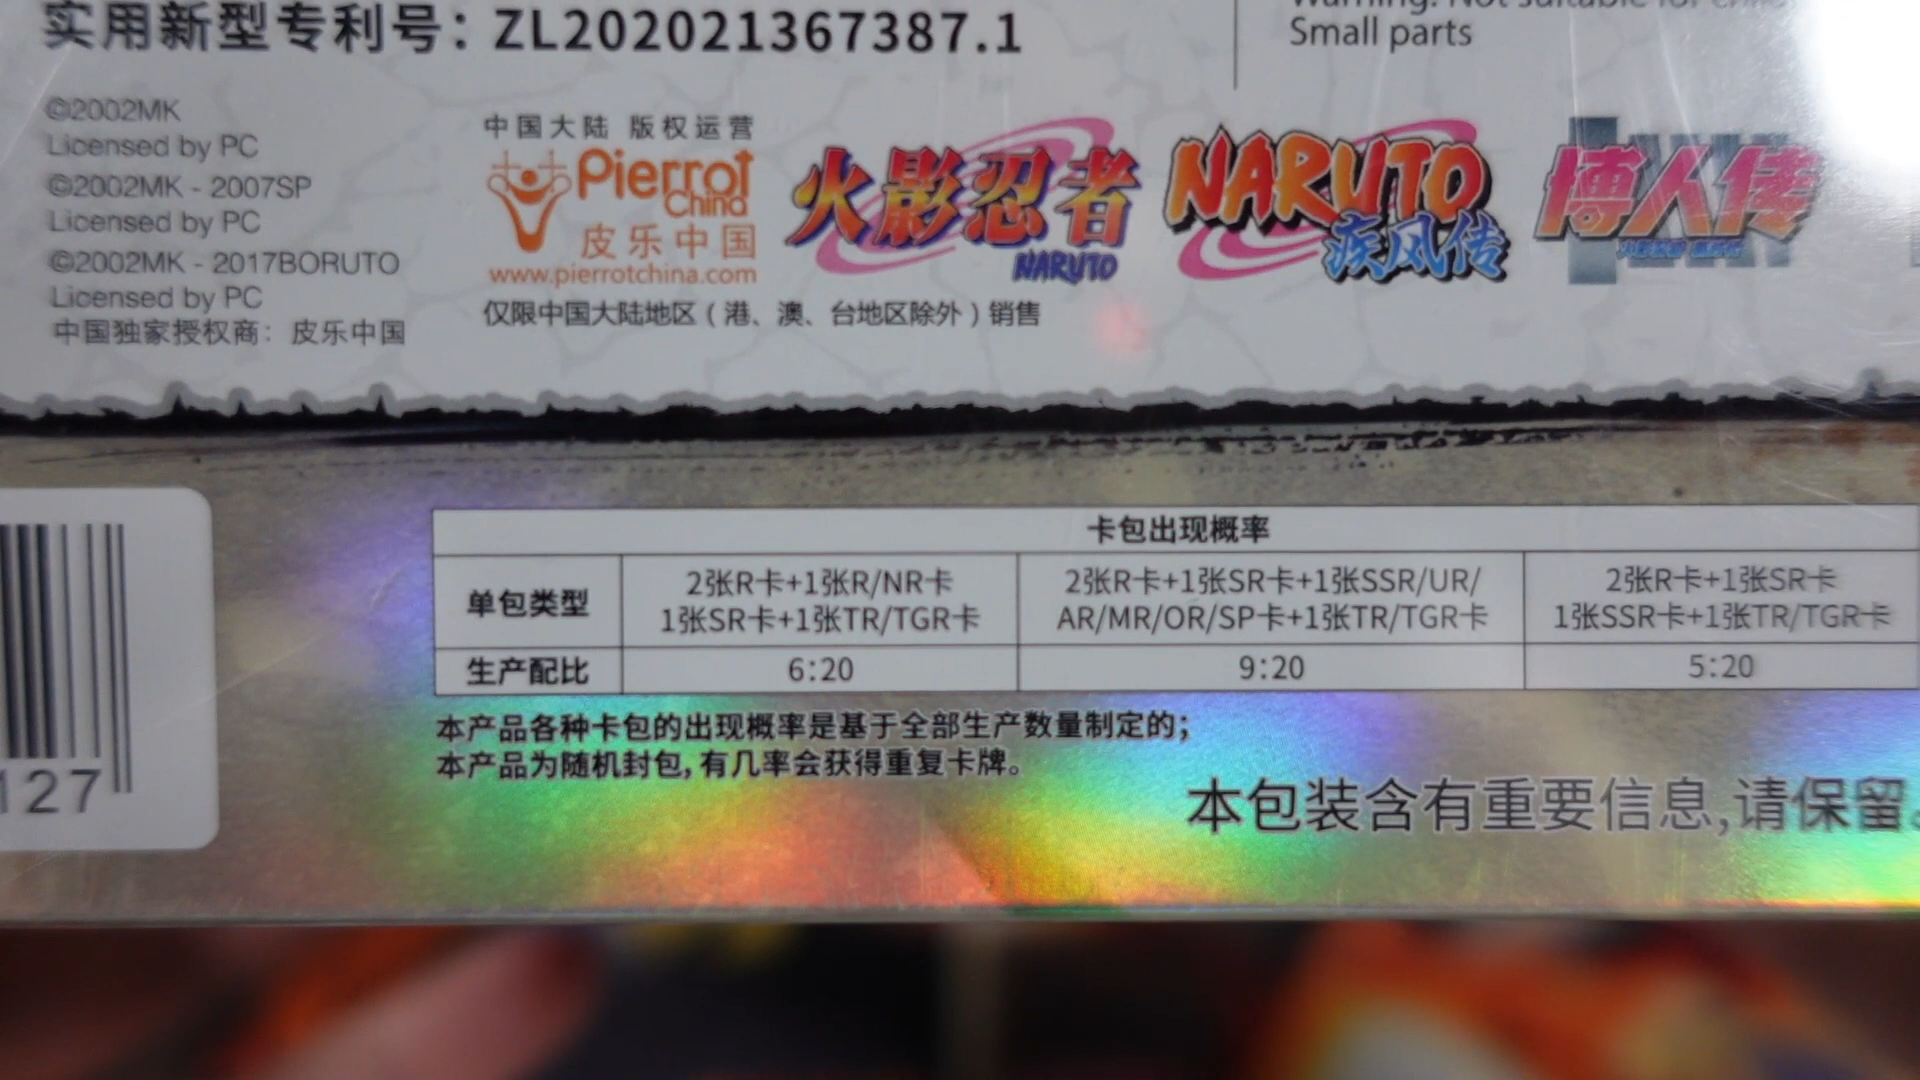 实用新型专利号：ZL202021367387.1
Warning: Not suitable for
Small parts
©2002MK
Licensed by PC
©2002MK - 2007SP
Licensed by PC
©2002MK - 2017BORUTO
Licensed by PC
中国独家授权商：皮乐中国
中国大陆 版权运营
Pierrot
China
皮乐中国
www.pierrotchina.com
火影忍者
NARUTO
NARUTO
疾风传
博人传
仅限中国大陆地区（港、澳、台地区除外）销售
卡包出现概率
单包类型
2张R卡+1张R/NR卡
1张SR卡+1张TR/TGR卡
2张R卡+1张SR卡+1张SSR/UR/
AR/MR/OR/SP卡+1张TR/TGR卡
2张R卡+1张SR卡
1张SSR卡+1张TR/TGR卡
生产配比 6:20 9:20 5:20
本产品各种卡包的出现概率是基于全部生产数量制定的；
本产品为随机封包，有几率会获得重复卡牌。
127
本包装含有重要信息,请保留。